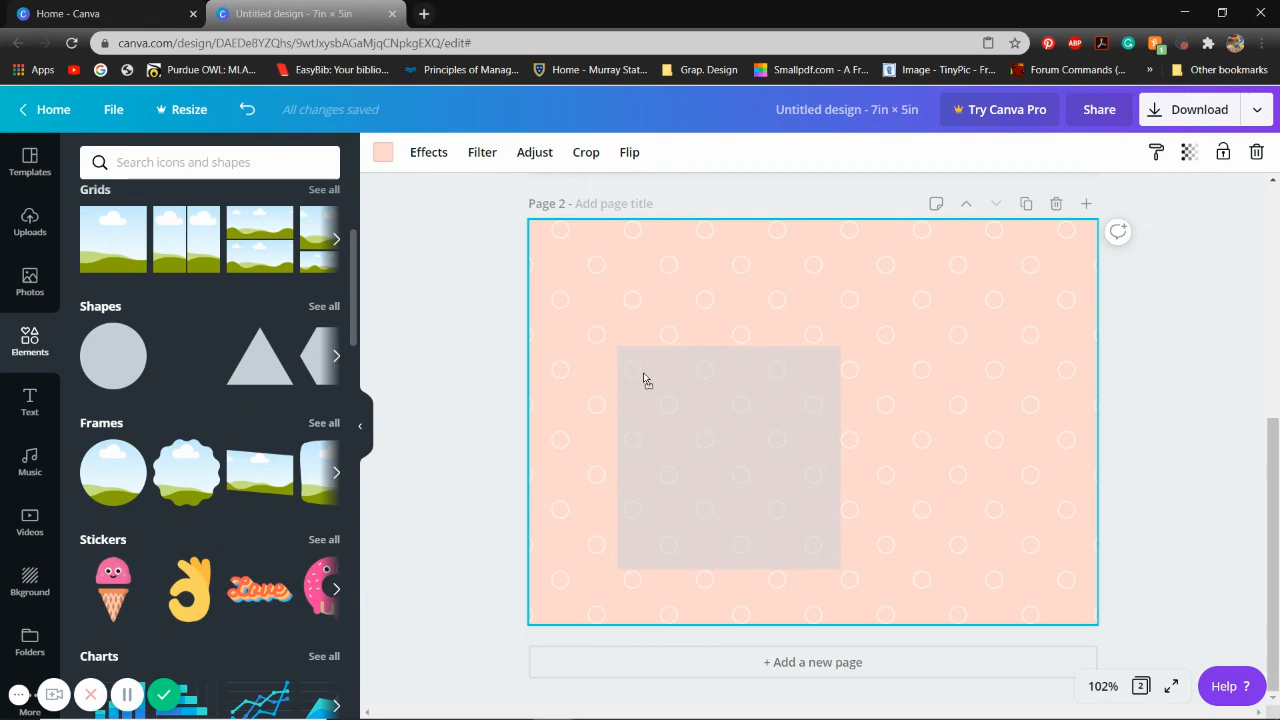 Home - Canva
Untitled design - 7in × 5in
canva.com/design/DAEDe8YZQhs/9wtJxysbAGaMjqCNpkgEXQ/edit#
Apps
Purdue OWL: MLA...
EasyBib: Your biblio...
Principles of Manag...
Home - Murray Stat...
Grap. Design
Smallpdf.com - A Fr...
Image - TinyPic - Fr...
Forum Commands (...
»
Other bookmarks
Home
File
Resize
All changes saved
Untitled design - 7in × 5in
Try Canva Pro
Share
Download
Templates
Uploads
Photos
Elements
Text
Music
Videos
Bkground
Folders
More
Search icons and shapes
Grids
See all
Shapes
See all
Frames
See all
Stickers
See all
Love
Charts
See all
Effects
Filter
Adjust
Crop
Flip
Page 2 - Add page title
+ Add a new page
102%
2
Help ?